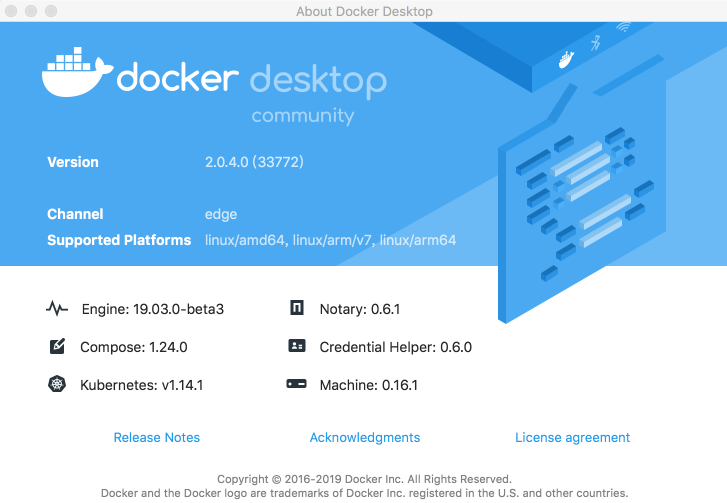 About Docker Desktop
docker desktop
community
Version 2.0.4.0 (33772)
Channel edge
Supported Platforms linux/amd64, linux/arm/v7, linux/arm64
Engine: 19.03.0-beta3 Notary: 0.6.1
Compose: 1.24.0 Credential Helper: 0.6.0
Kubernetes: v1.14.1 Machine: 0.16.1
Release Notes Acknowledgments License agreement
Copyright © 2016-2019 Docker Inc. All Rights Reserved.
Docker and the Docker logo are trademarks of Docker Inc. registered in the U.S. and other countries.